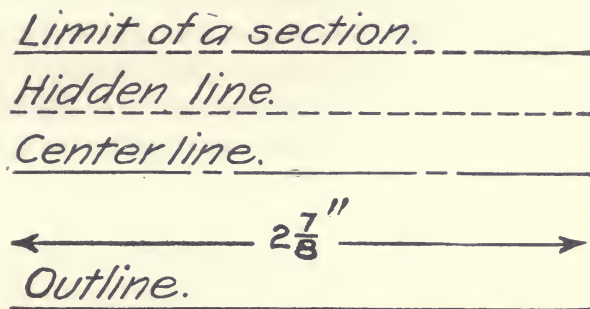 Limit of a section.
Hidden line.
Center line.
2 7/8"
Outline.